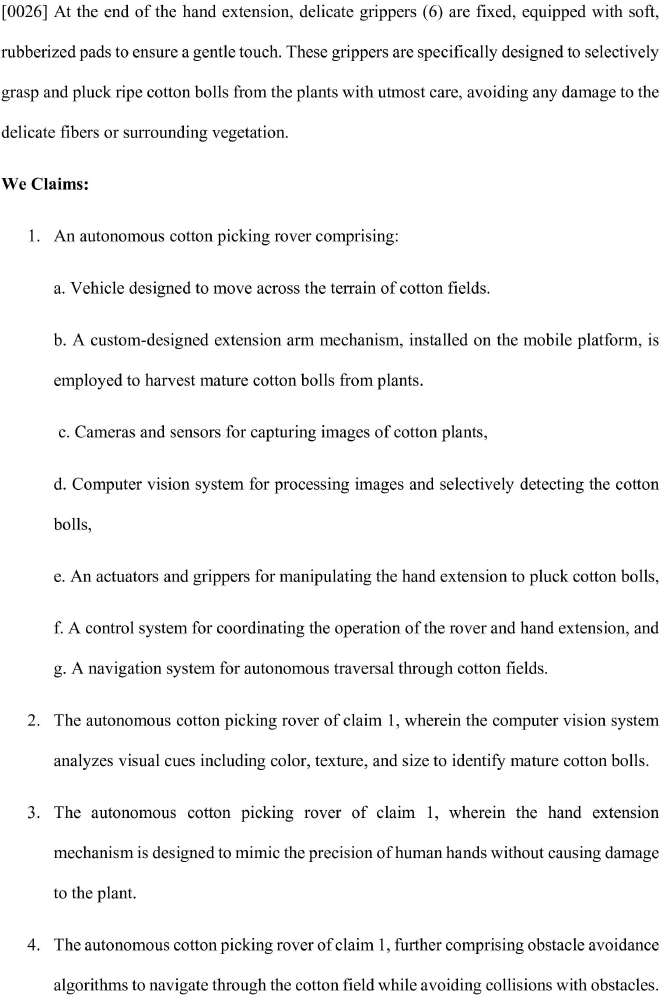 [0026] At the end of the hand extension, delicate grippers (6) are fixed, equipped with soft,
rubberized pads to ensure a gentle touch. These grippers are specifically designed to selectively
grasp and pluck ripe cotton bolls from the plants with utmost care, avoiding any damage to the
delicate fibers or surrounding vegetation.
We Claims:
1. An autonomous cotton picking rover comprising:
a. Vehicle designed to move across the terrain of cotton fields.
b. A custom-designed extension arm mechanism, installed on the mobile platform, is
employed to harvest mature cotton bolls from plants.
c. Cameras and sensors for capturing images of cotton plants,
d. Computer vision system for processing images and selectively detecting the cotton
bolls,
e. An actuators and grippers for manipulating the hand extension to pluck cotton bolls,
f. A control system for coordinating the operation of the rover and hand extension, and
g. A navigation system for autonomous traversal through cotton fields.
2. The autonomous cotton picking rover of claim 1, wherein the computer vision system
analyzes visual cues including color, texture, and size to identify mature cotton bolls.
3. The autonomous cotton picking rover of claim 1, wherein the hand extension
mechanism is designed to mimic the precision of human hands without causing damage
to the plant.
4. The autonomous cotton picking rover of claim 1, further comprising obstacle avoidance
algorithms to navigate through the cotton field while avoiding collisions with obstacles.